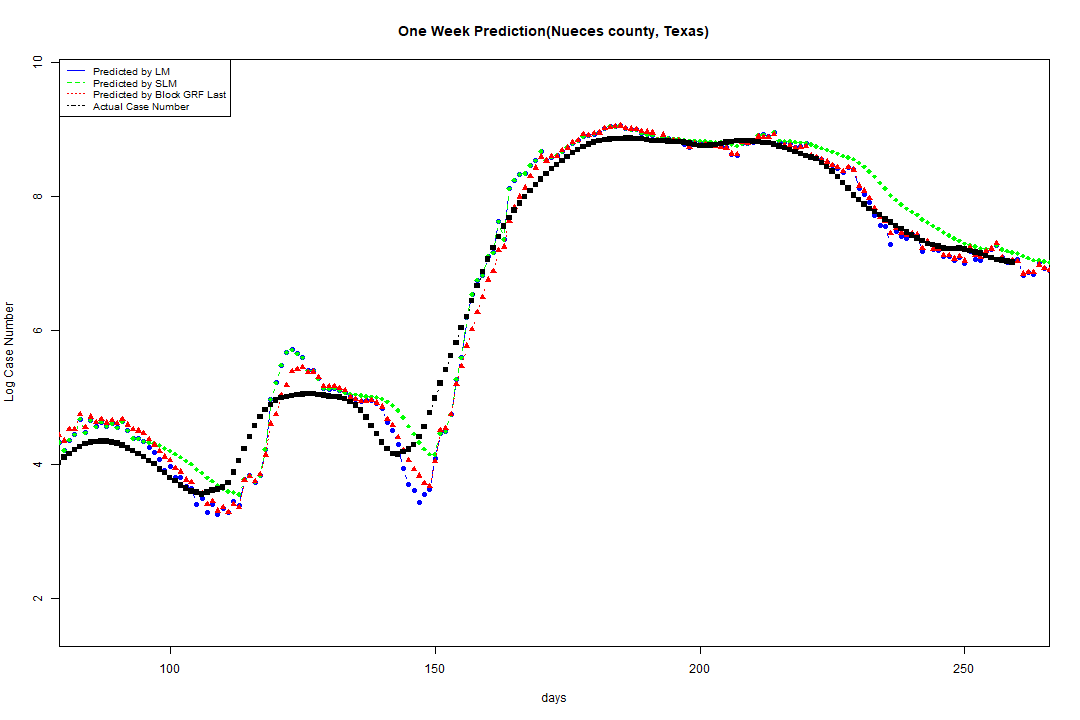 One Week Prediction(Nueces county, Texas)
Predicted by LM
Predicted by SLM
Predicted by Block GRF Last
Actual Case Number
Log Case Number
10
8
6
4
2
100
150
200
250
days